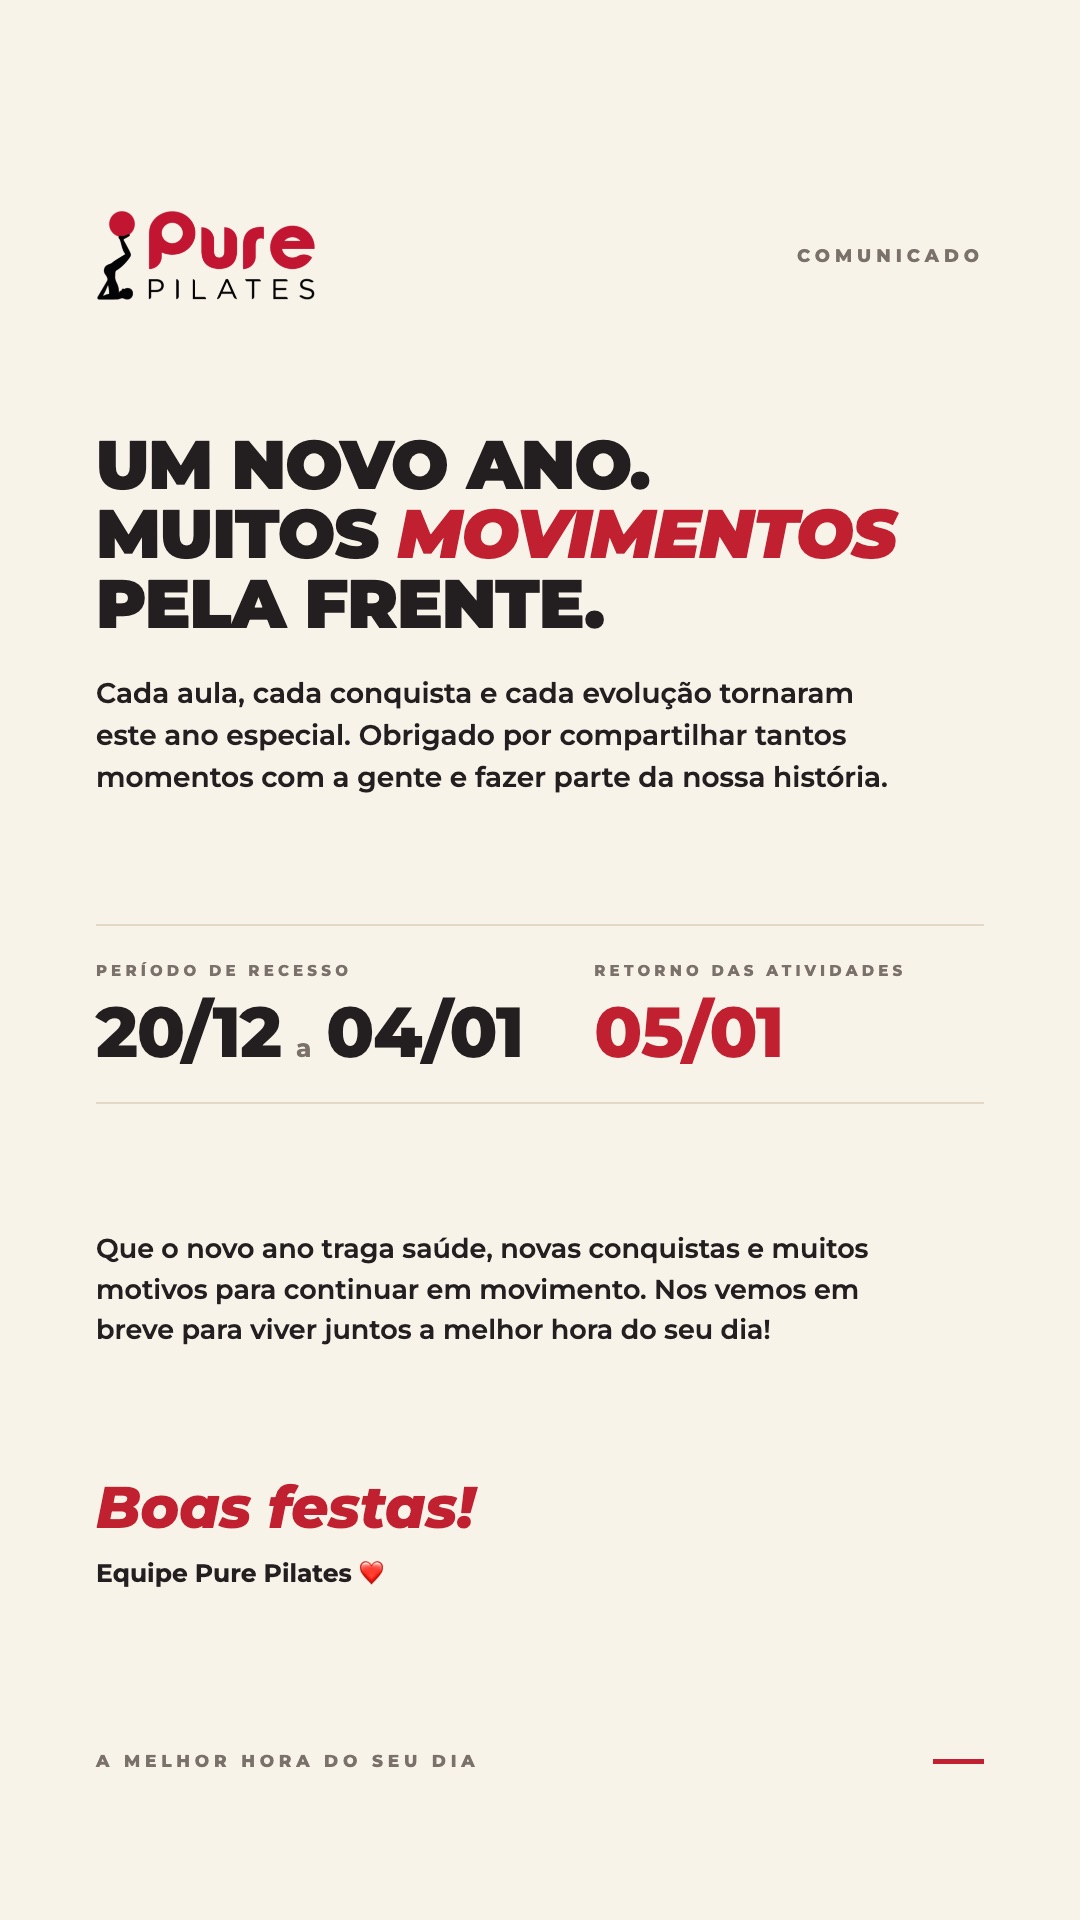 Pure
PILATES
COMUNICADO
UM NOVO ANO.
MUITOS MOVIMENTOS
PELA FRENTE.
Cada aula, cada conquista e cada evolução tornaram
este ano especial. Obrigado por compartilhar tantos
momentos com a gente e fazer parte da nossa história.
PERÍODO DE RECESSO
20/12 a 04/01
RETORNO DAS ATIVIDADES
05/01
Que o novo ano traga saúde, novas conquistas e muitos
motivos para continuar em movimento. Nos vemos em
breve para viver juntos a melhor hora do seu dia!
Boas festas!
Equipe Pure Pilates ❤️
A MELHOR HORA DO SEU DIA